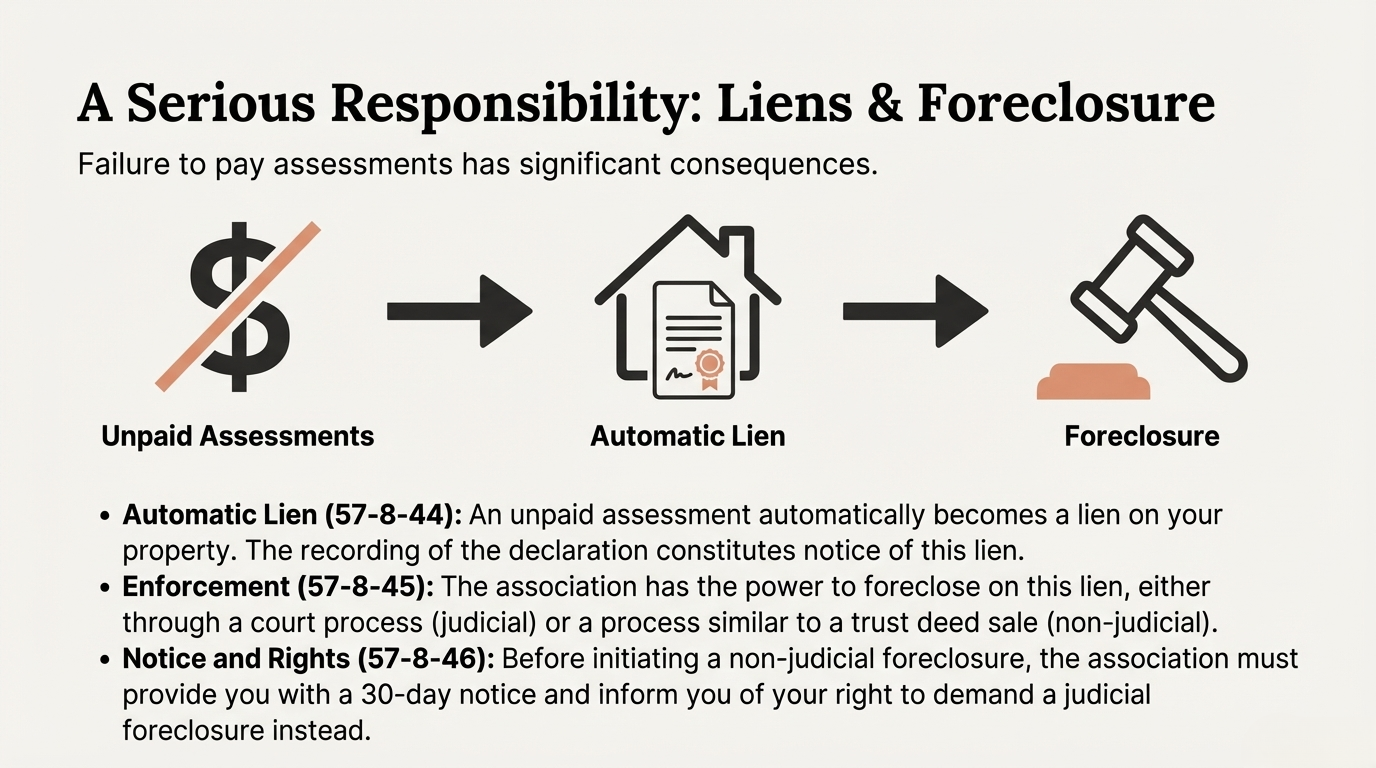 A Serious Responsibility: Liens & Foreclosure
Failure to pay assessments has significant consequences.
$
Unpaid Assessments
Automatic Lien
Foreclosure
• Automatic Lien (57-8-44): An unpaid assessment automatically becomes a lien on your
property. The recording of the declaration constitutes notice of this lien.
• Enforcement (57-8-45): The association has the power to foreclose on this lien, either
through a court process (judicial) or a process similar to a trust deed sale (non-judicial).
• Notice and Rights (57-8-46): Before initiating a non-judicial foreclosure, the association must
provide you with a 30-day notice and inform you of your right to demand a judicial
foreclosure instead.